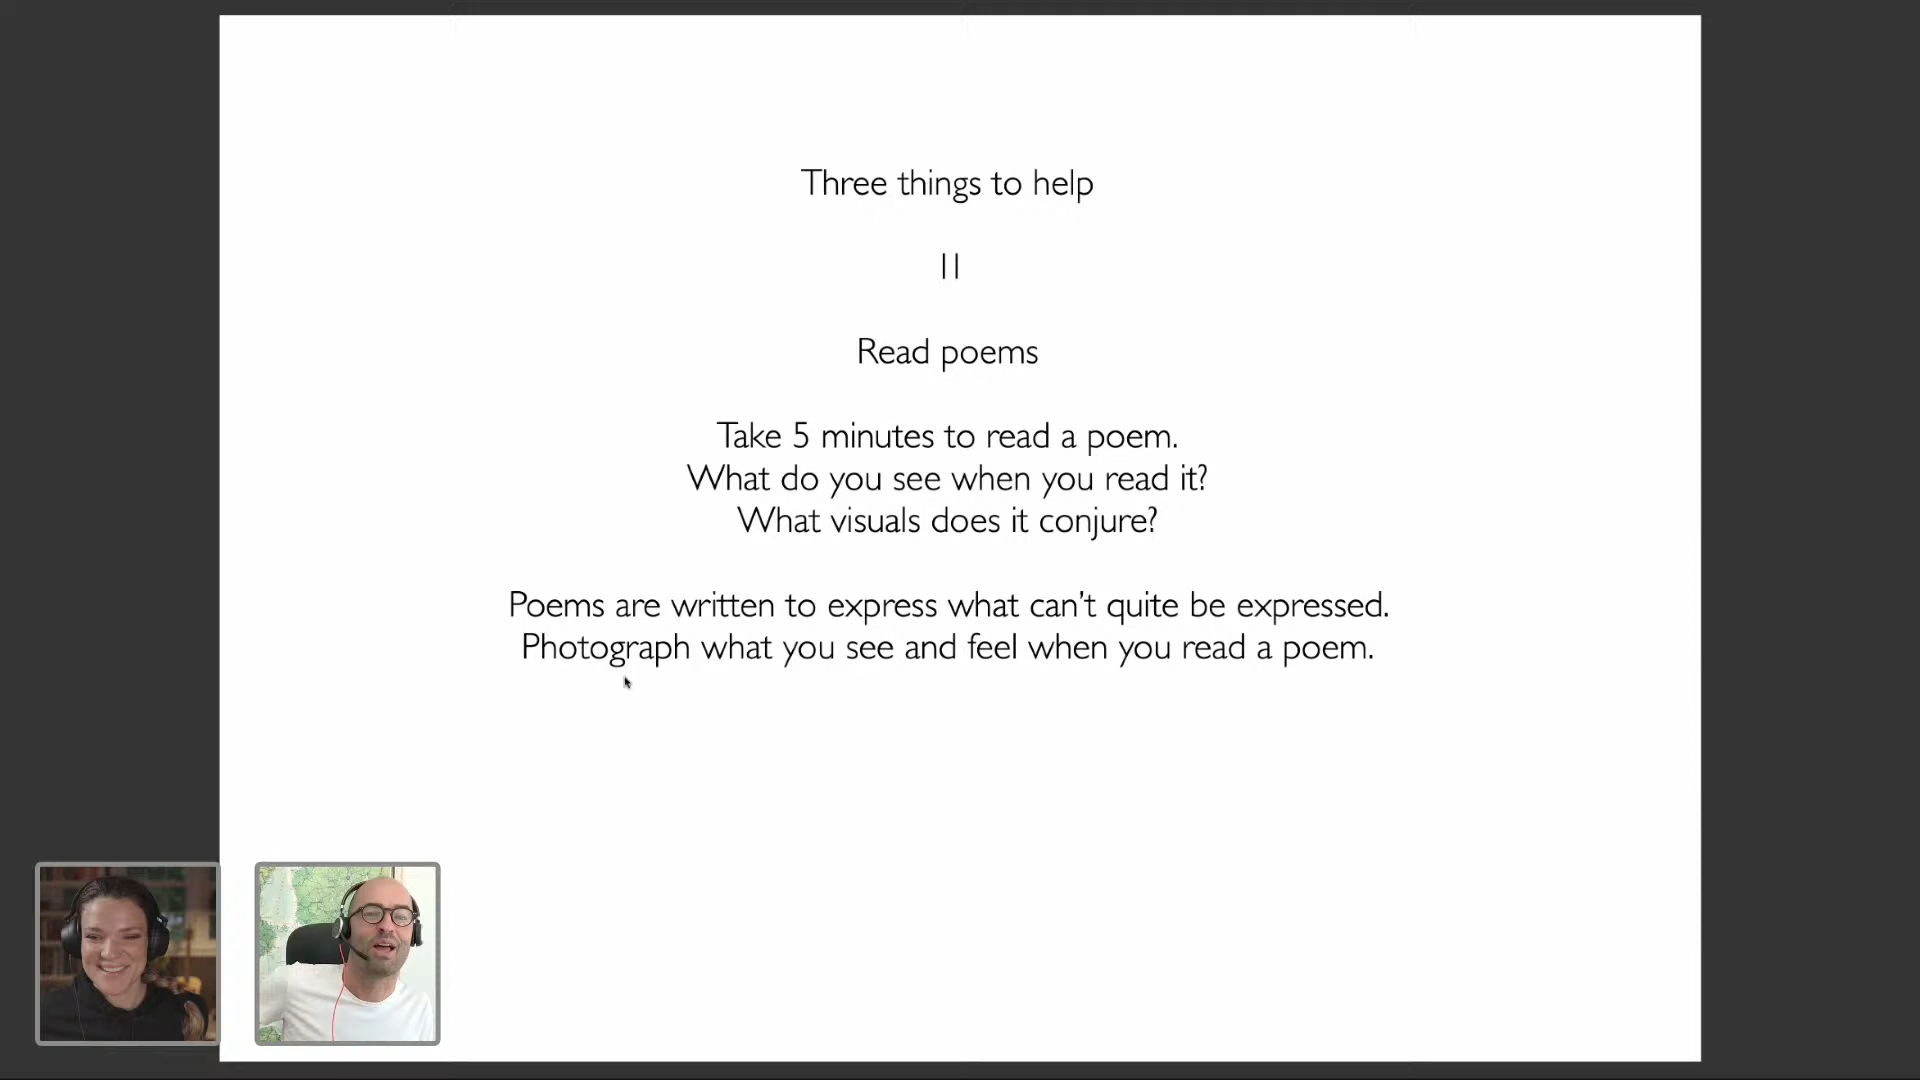 Three things to help
II
Read poems
Take 5 minutes to read a poem.
What do you see when you read it?
What visuals does it conjure?
Poems are written to express what can’t quite be expressed.
Photograph what you see and feel when you read a poem.